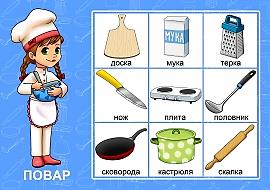 МУКА
доска мука терка
нож плита половник
ПОВАР
сковорода кастрюля скалка